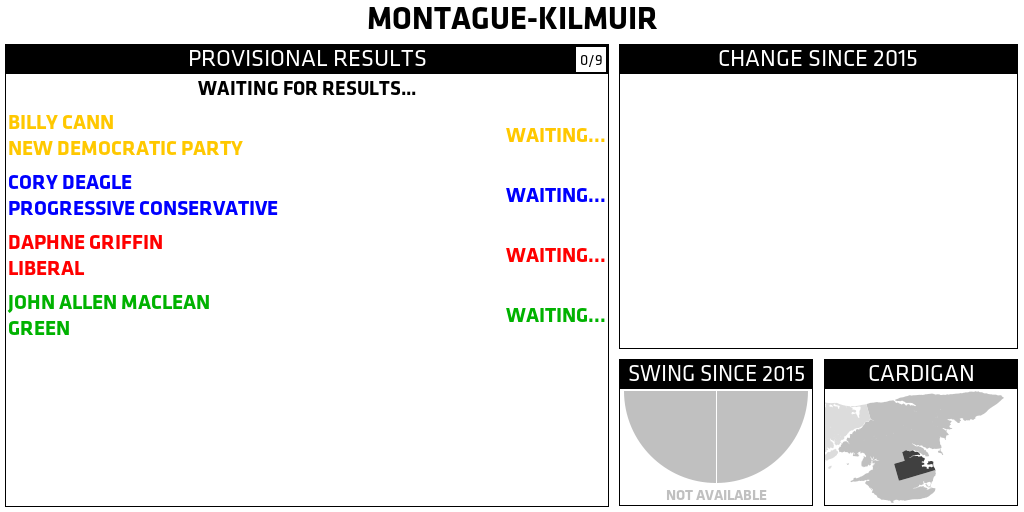 MONTAGUE-KILMUIR
PROVISIONAL RESULTS
0/9
WAITING FOR RESULTS...
BILLY CANN
NEW DEMOCRATIC PARTY
WAITING...
CORY DEAGLE
PROGRESSIVE CONSERVATIVE
WAITING...
DAPHNE GRIFFIN
LIBERAL
WAITING...
JOHN ALLEN MACLEAN
GREEN
WAITING...
CHANGE SINCE 2015
SWING SINCE 2015
NOT AVAILABLE
CARDIGAN